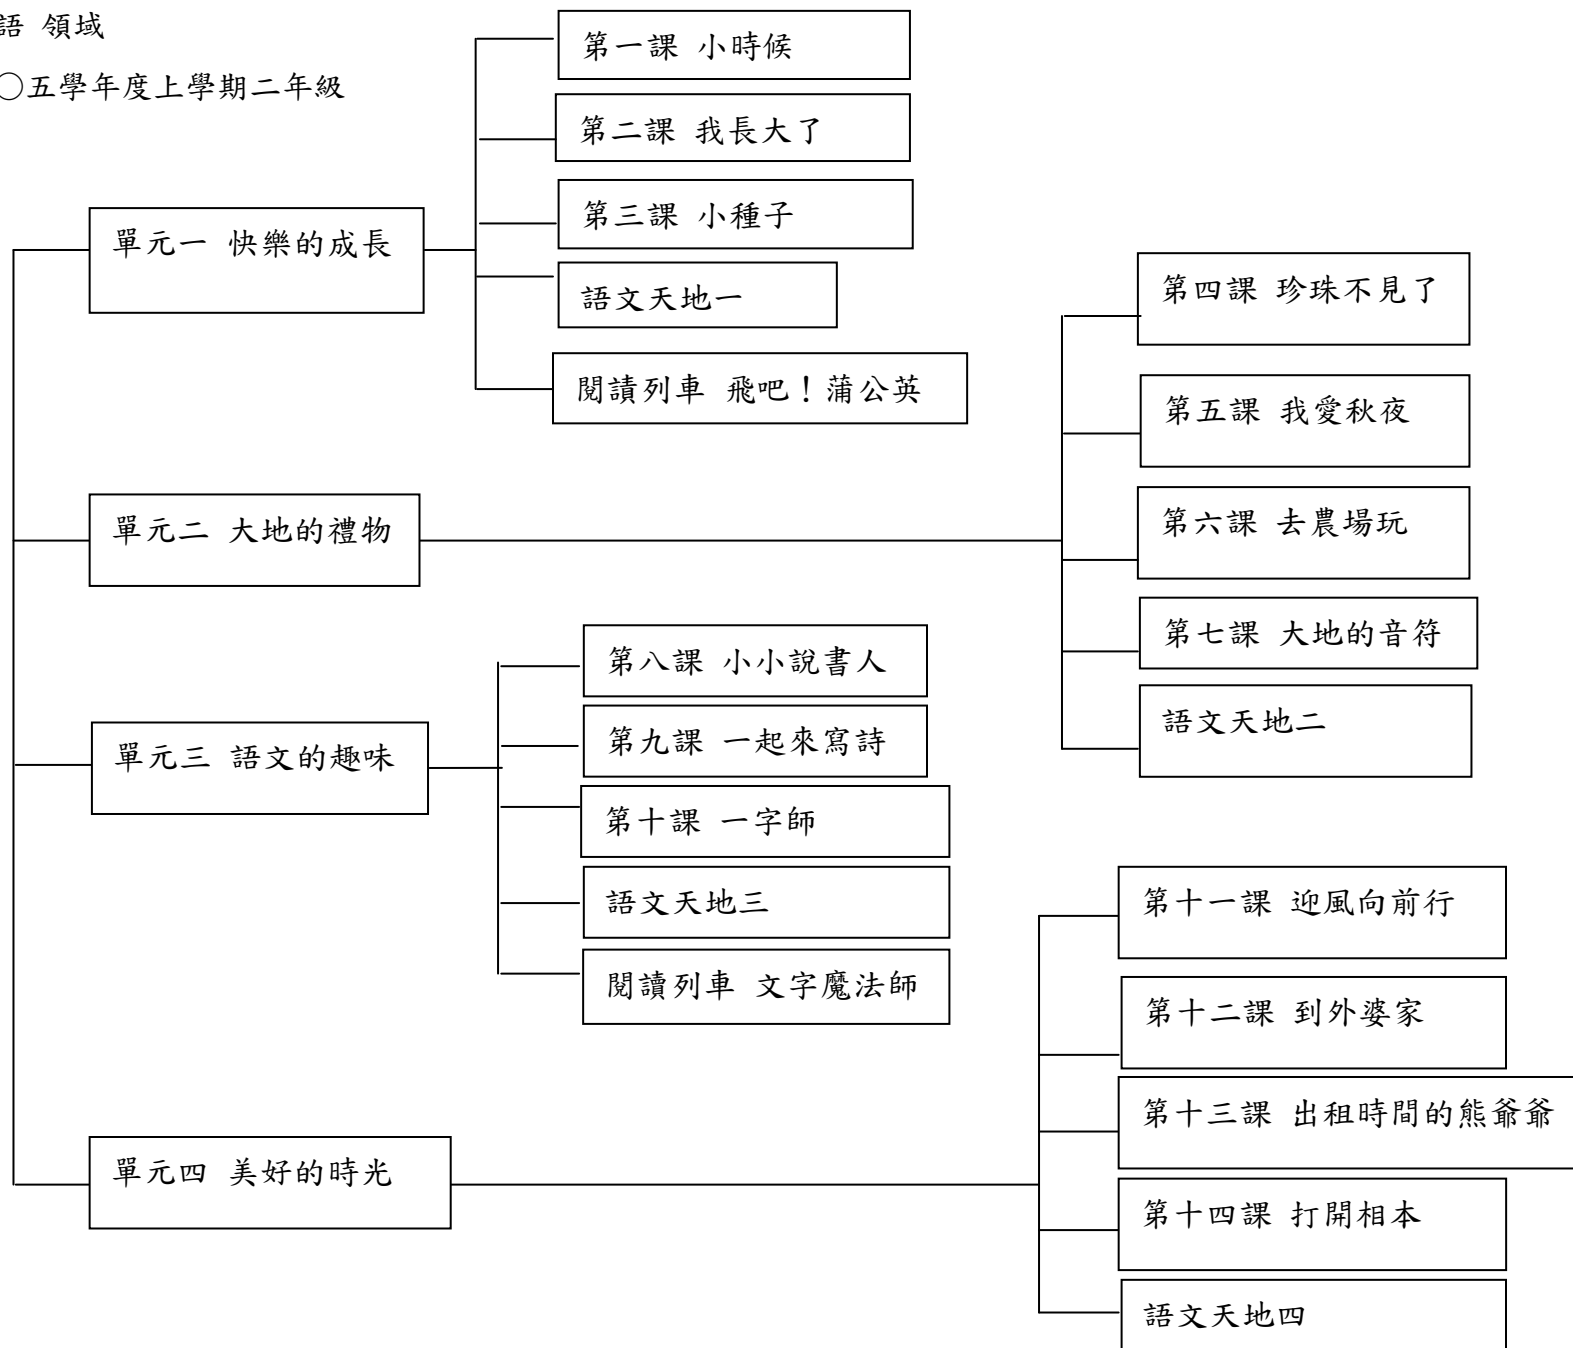 語 領域
○五學年度上學期二年級
單元一 快樂的成長
第一課 小時候
第二課 我長大了
第三課 小種子
語文天地一
閱讀列車 飛吧！蒲公英
單元二 大地的禮物
第四課 珍珠不見了
第五課 我愛秋夜
第六課 去農場玩
第七課 大地的音符
語文天地二
單元三 語文的趣味
第八課 小小說書人
第九課 一起來寫詩
第十課 一字師
語文天地三
閱讀列車 文字魔法師
單元四 美好的時光
第十一課 迎風向前行
第十二課 到外婆家
第十三課 出租時間的熊爺爺
第十四課 打開相本
語文天地四